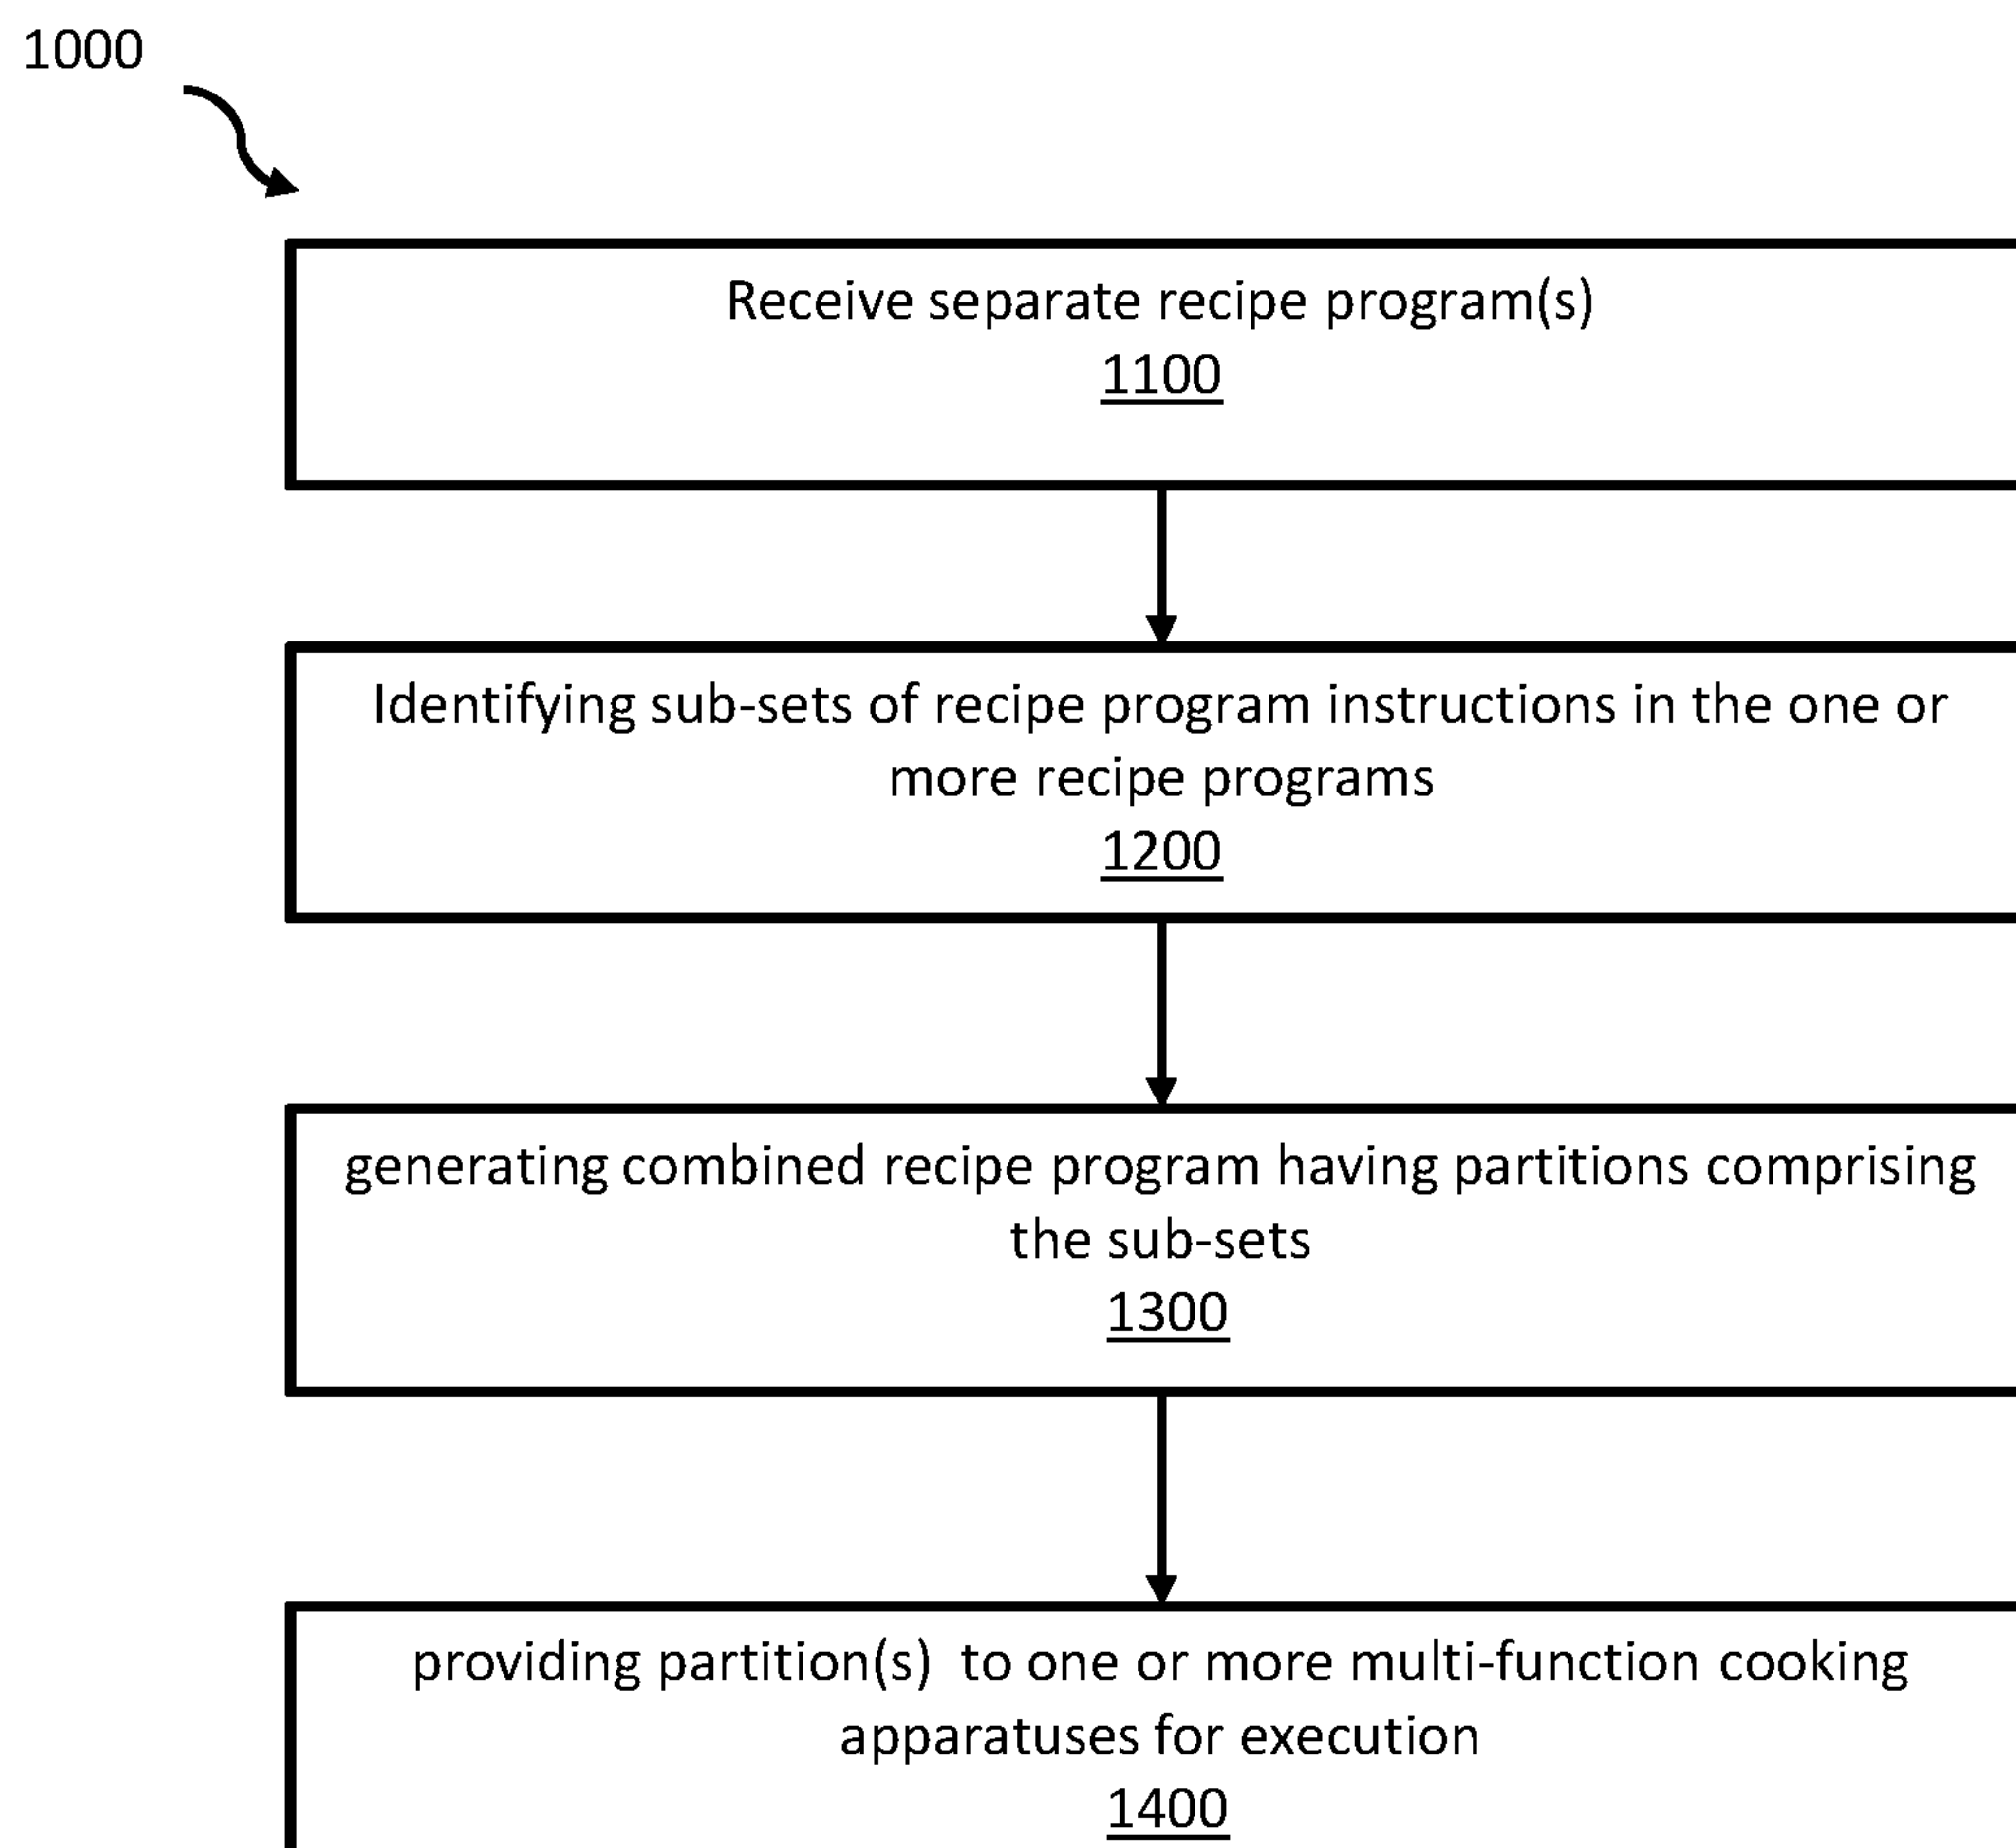 1000
Receive separate recipe program(s)
1100
Identifying sub-sets of recipe program instructions in the one or
more recipe programs
1200
generating combined recipe program having partitions comprising
the sub-sets
1300
providing partition(s) to one or more multi-function cooking
apparatuses for execution
1400